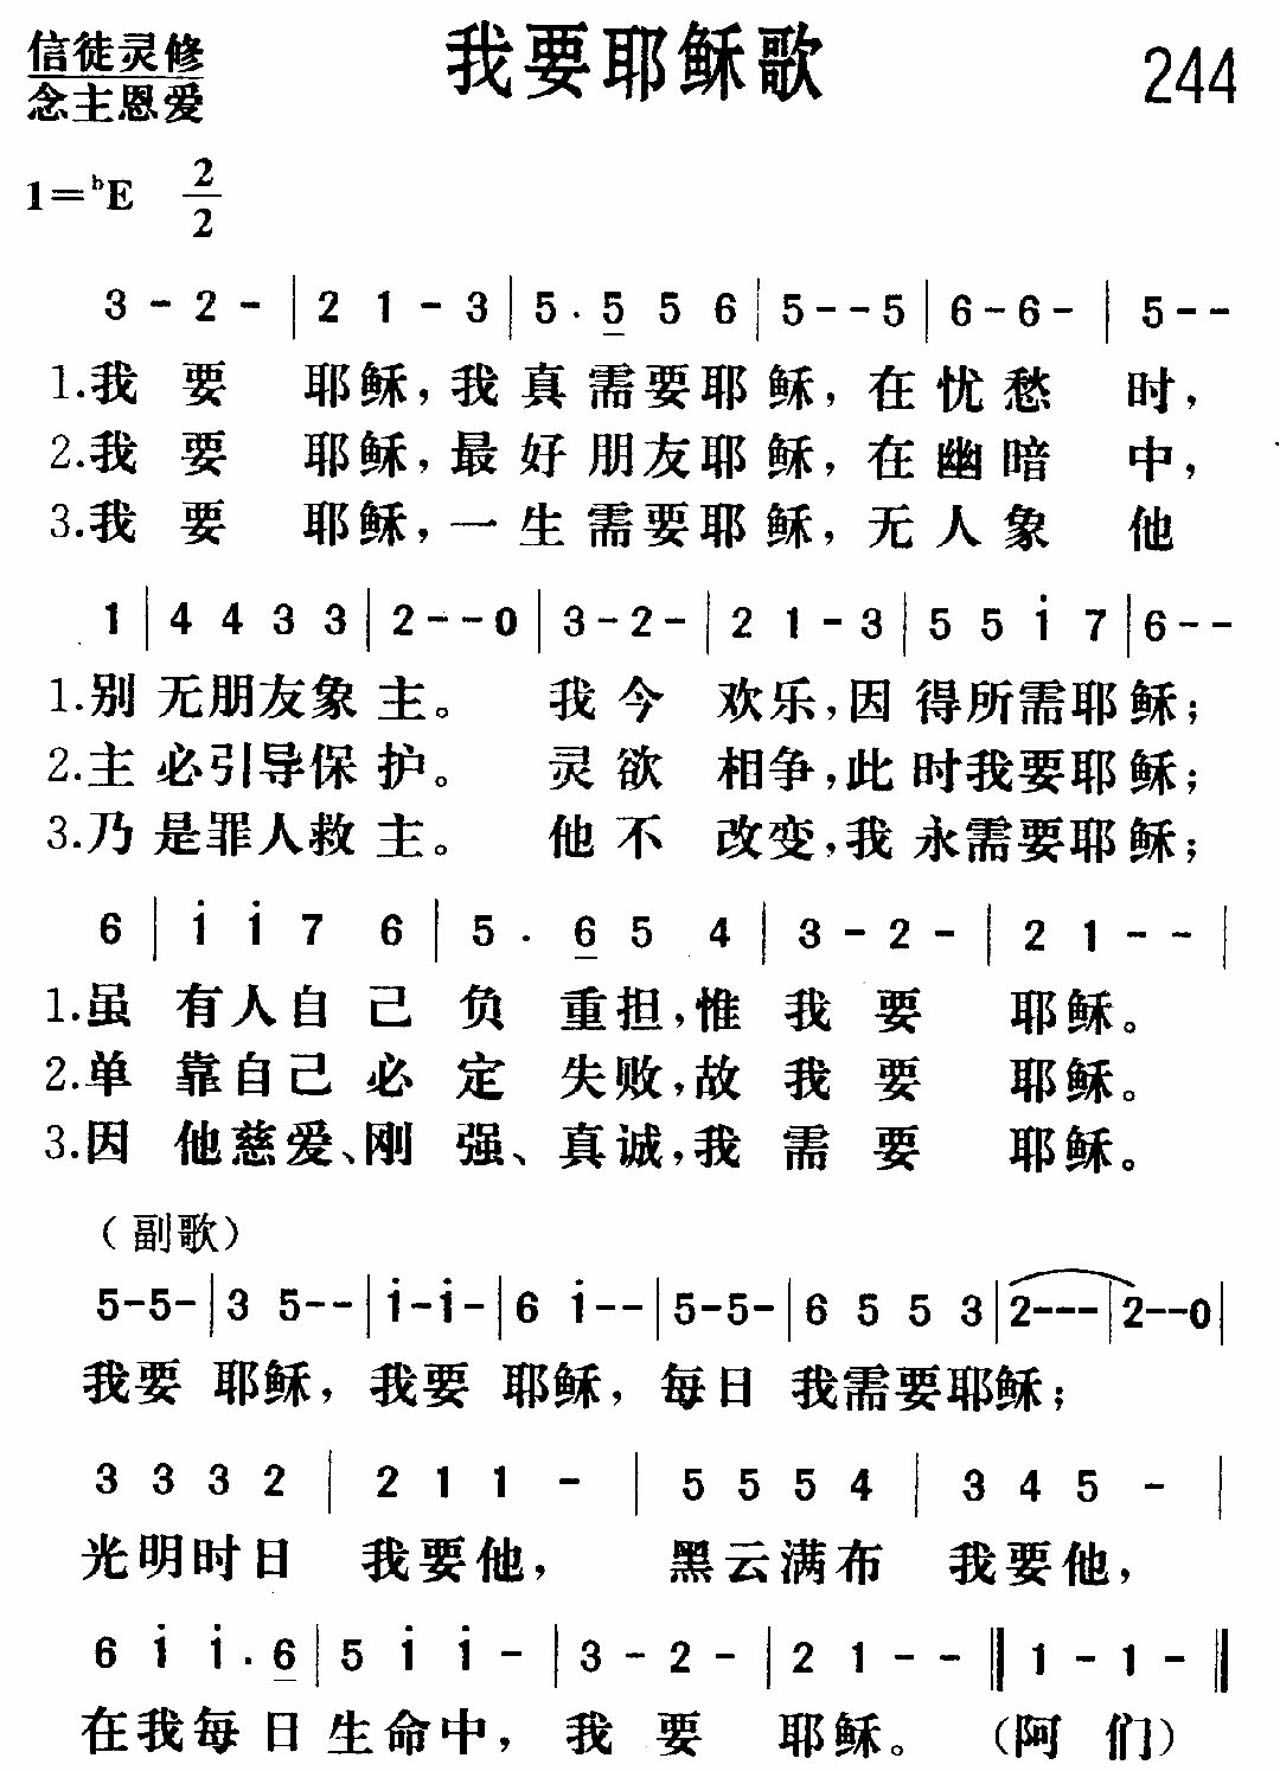 信徒灵修 我要耶稣歌 244
念主恩爱
1=ᵇE 2/2
3 - 2 - | 2 1 - 3 | 5 . 5 5 6 | 5 - - 5 | 6 - 6 - | 5 - -
1.我 要 耶稣，我真需要耶稣，在忧愁 时，
2.我 要 耶稣，最好朋友耶稣，在幽暗 中，
3.我 要 耶稣，一生需要耶稣，无人象 他
1 | 4 4 3 3 | 2 - - 0 | 3 - 2 - | 2 1 - 3 | 5 5 i 7 | 6 - -
1.别 无朋友象 主。 我今 欢乐，因 得所需耶稣；
2.主 必引导保 护。 灵欲 相争，此 时我要耶稣；
3.乃 是罪人救 主。 他不 改变，我 永需要耶稣；
6 | i i 7 6 | 5 . 6 5 4 | 3 - 2 - | 2 1 - - |
1.虽 有人自己 负 重担，惟 我 要 耶稣。
2.单 靠自己必 定 失败，故 我 要 耶稣。
3.因 他慈爱、刚 强、真诚，我 需 要 耶稣。
（副歌）
5 - 5 - | 3 5 - - | i - i - | 6 i - - | 5 - 5 - | 6 5 5 3 | 2 - - - | 2 - - 0 |
我要 耶稣，我要 耶稣，每日 我需要耶稣；
3 3 3 2 | 2 1 1 - | 5 5 5 4 | 3 4 5 - |
光明时日 我要他， 黑云满布 我要他，
6 i i . 6 | 5 i i - | 3 - 2 - | 2 1 - - ‖ 1 - 1 - ‖
在我每日 生命中， 我 要 耶稣。 （阿 们）